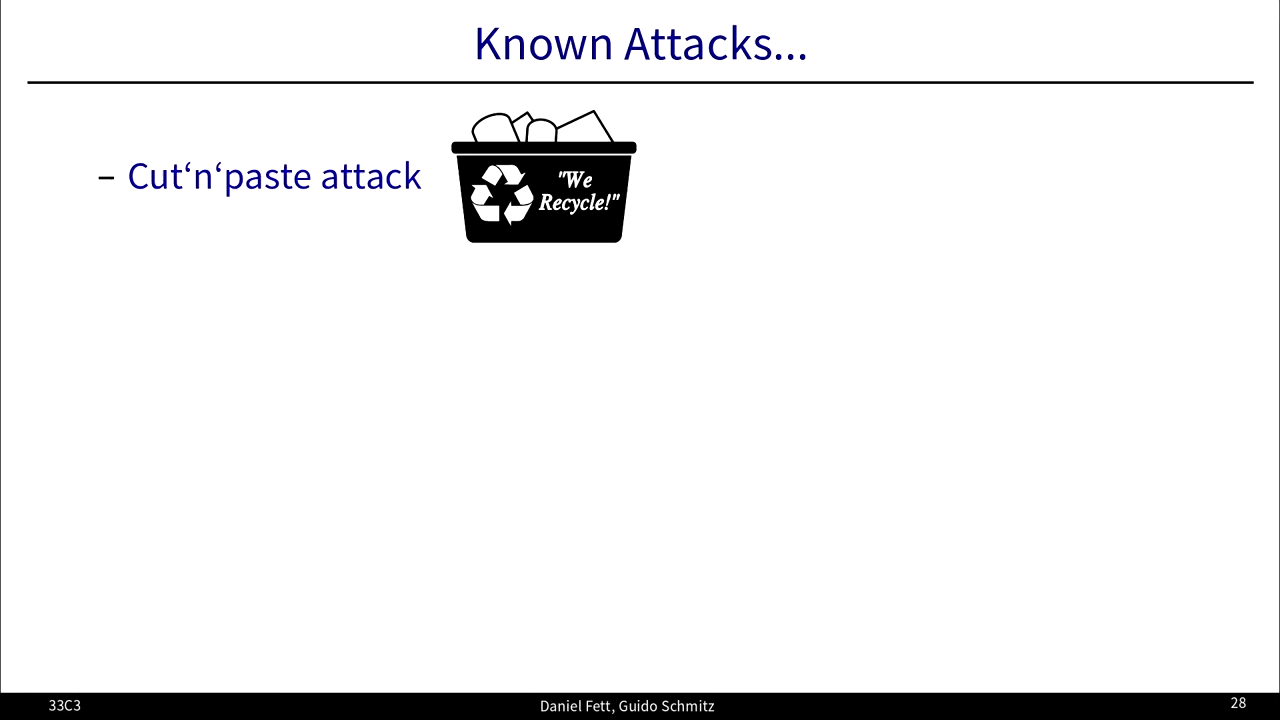 Known Attacks...
– Cut‘n‘paste attack
"We
Recycle!"
33C3
Daniel Fett, Guido Schmitz
28